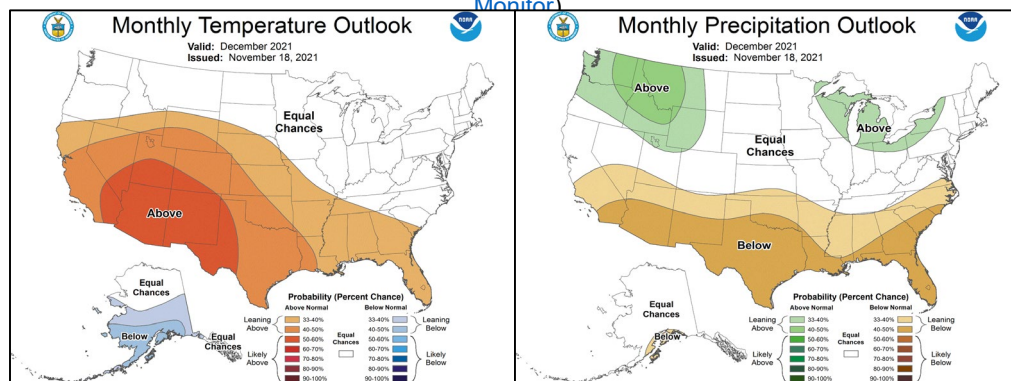 Monitor)
Monthly Temperature Outlook
Valid: December 2021
Issued: November 18, 2021
NOAA
Equal
Chances
Above
Equal
Chances
Below
Equal
Chances
Probability (Percent Chance)
Above Normal
Below Normal
Leaning
Above
Likely
Above
33-40%
40-50%
50-60%
60-70%
70-80%
80-90%
90-100%
Equal
Chances
33-40%
40-50%
50-60%
60-70%
70-80%
80-90%
90-100%
Leaning
Below
Likely
Below
Monthly Precipitation Outlook
Valid: December 2021
Issued: November 18, 2021
NOAA
Above
Above
Equal
Chances
Below
Equal
Chances
Below
Probability (Percent Chance)
Above Normal
Below Normal
Leaning
Above
Likely
Above
33-40%
40-50%
50-60%
60-70%
70-80%
80-90%
90-100%
Equal
Chances
33-40%
40-50%
50-60%
60-70%
70-80%
80-90%
90-100%
Leaning
Below
Likely
Below